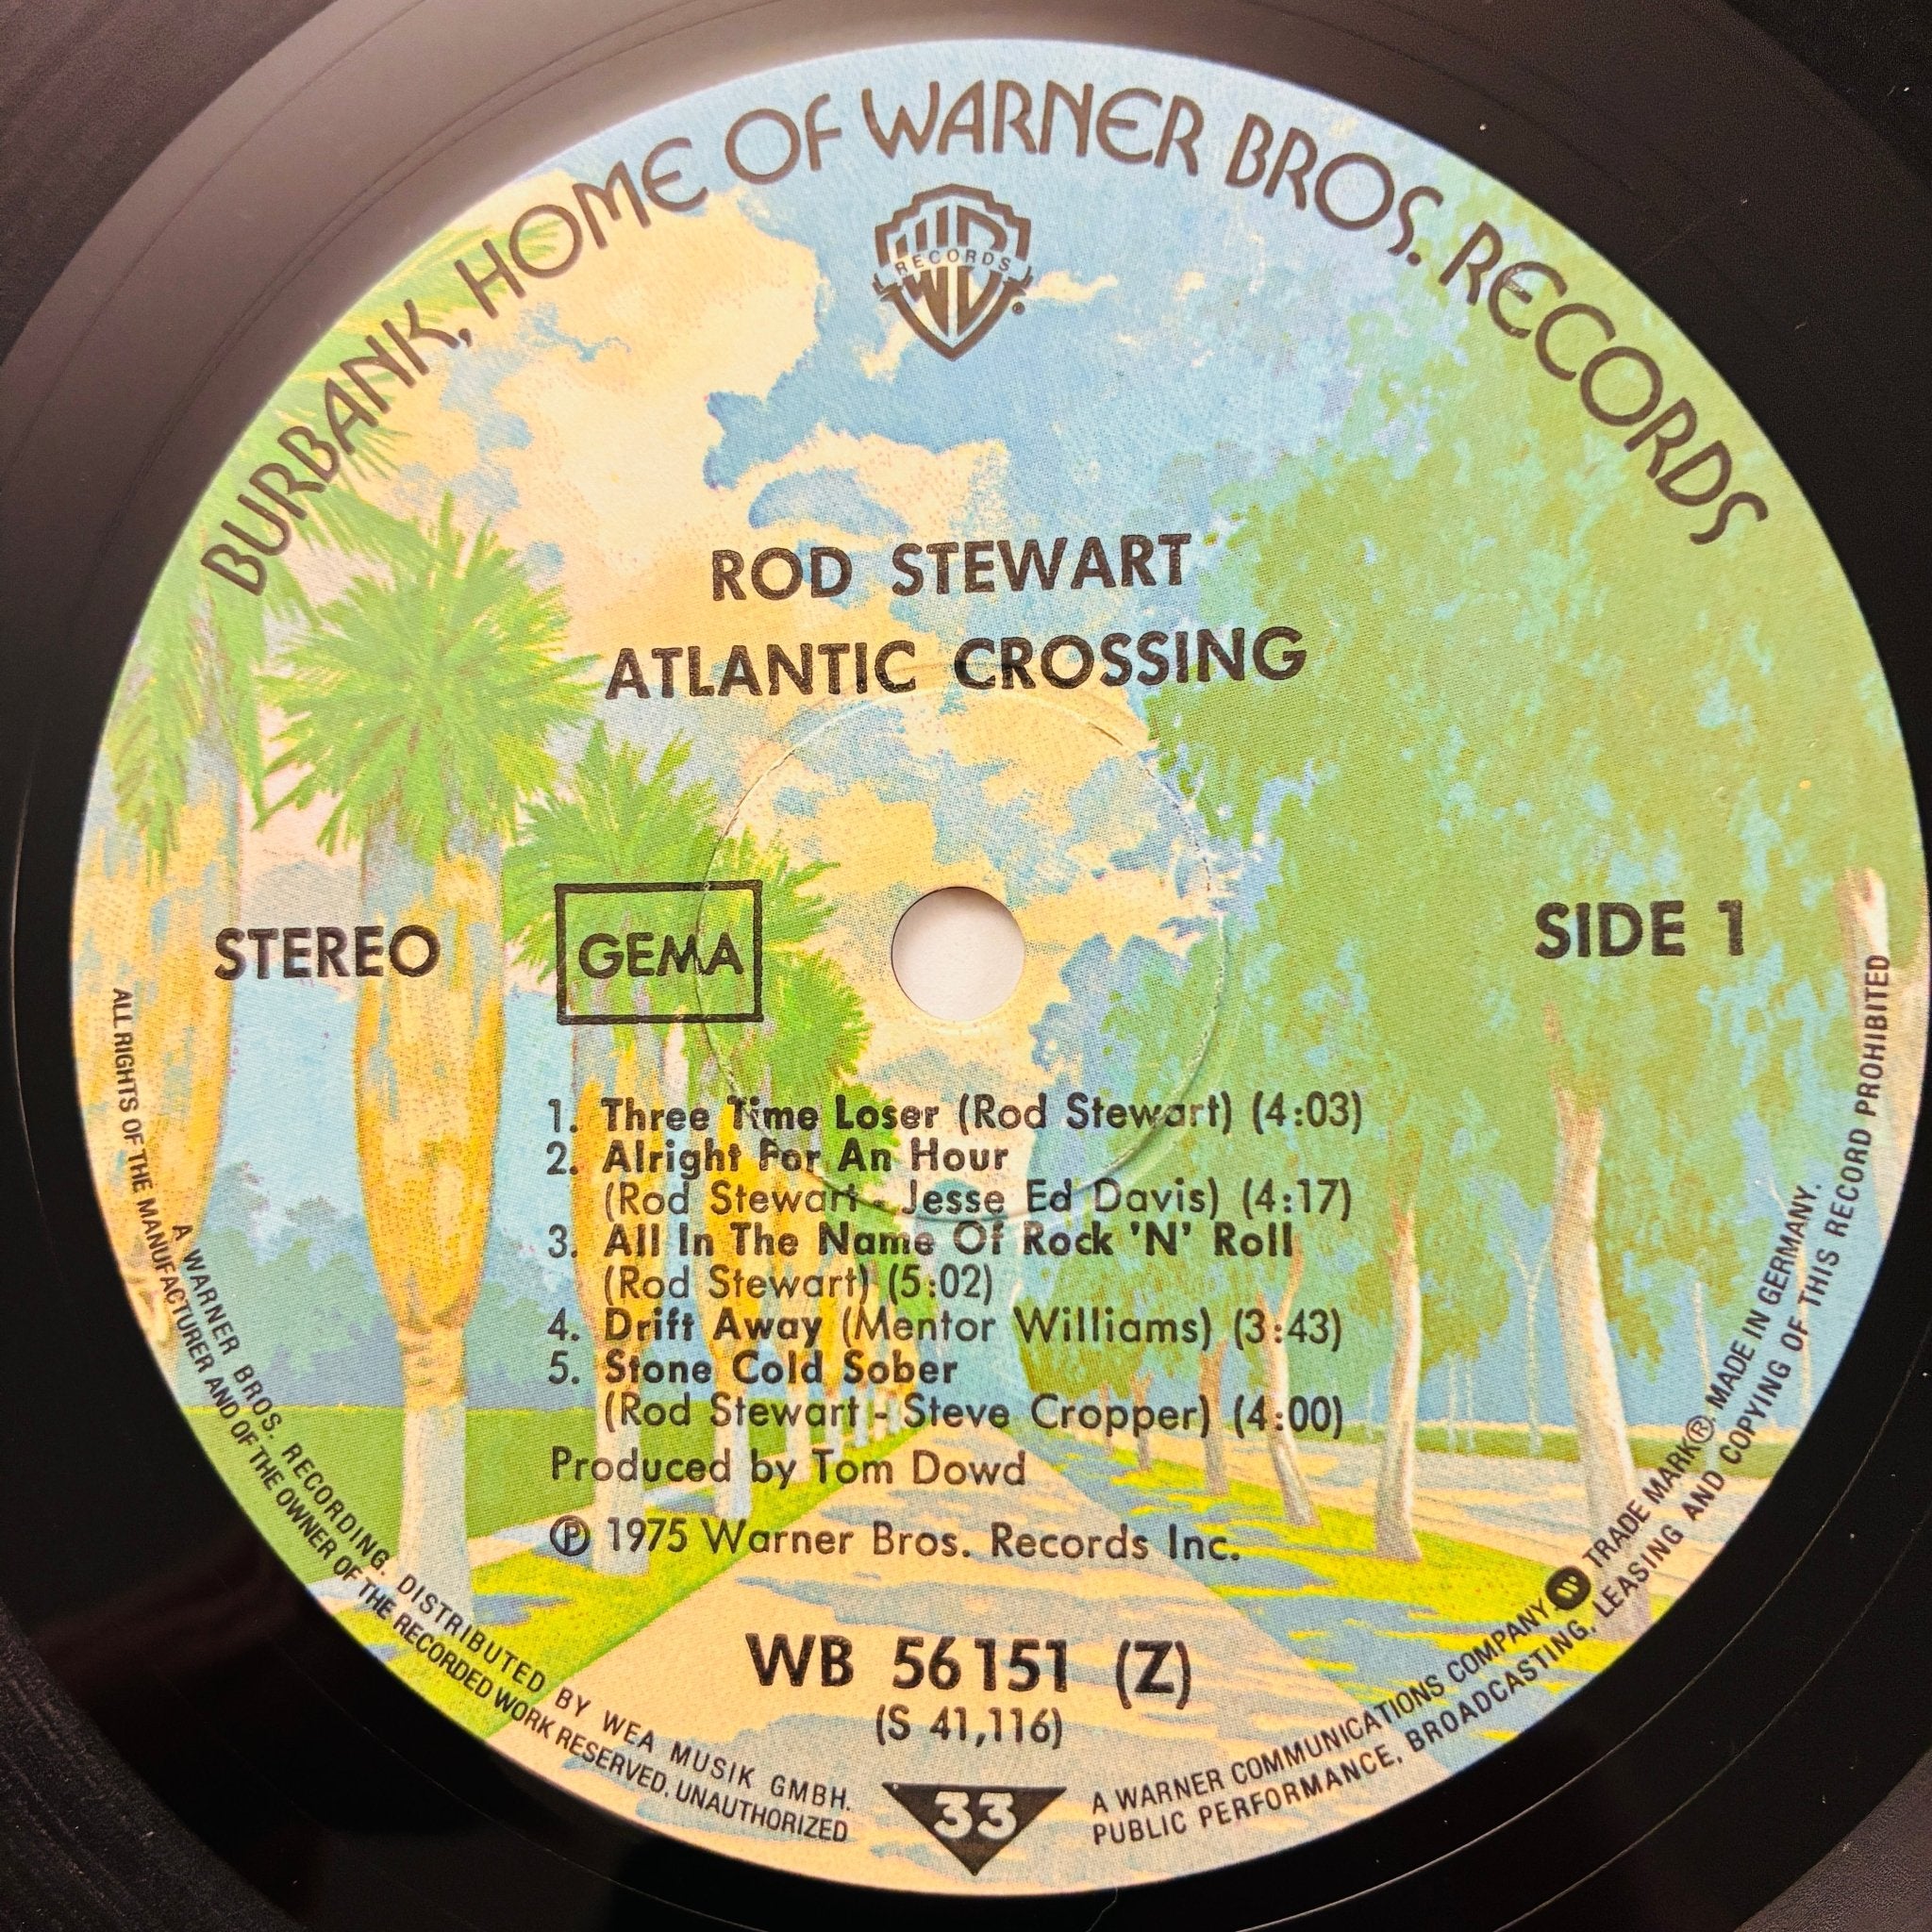 BURBANK, HOME OF WARNER BROS. RECORDS
WB
RECORDS
®
ROD STEWART
ATLANTIC CROSSING
STEREO
GEMA
SIDE 1
1. Three Time Loser (Rod Stewart) (4:03)
2. Alright For An Hour
(Rod Stewart - Jesse Ed Davis) (4:17)
3. All In The Name Of Rock 'N' Roll
(Rod Stewart) (5:02)
4. Drift Away (Mentor Williams) (3:43)
5. Stone Cold Sober
(Rod Stewart - Steve Cropper) (4:00)
Produced by Tom Dowd
℗ 1975 Warner Bros. Records Inc.
WB 56151 (Z)
(S 41,116)
33
A WARNER BROS. RECORDING. DISTRIBUTED BY WEA MUSIK GMBH.
A WARNER COMMUNICATIONS COMPANY. W TRADE MARK®. MADE IN GERMANY.
ALL RIGHTS OF THE MANUFACTURER AND OF THE OWNER OF THE RECORDED WORK RESERVED. UNAUTHORIZED
PUBLIC PERFORMANCE, BROADCASTING, LEASING AND COPYING OF THIS RECORD PROHIBITED